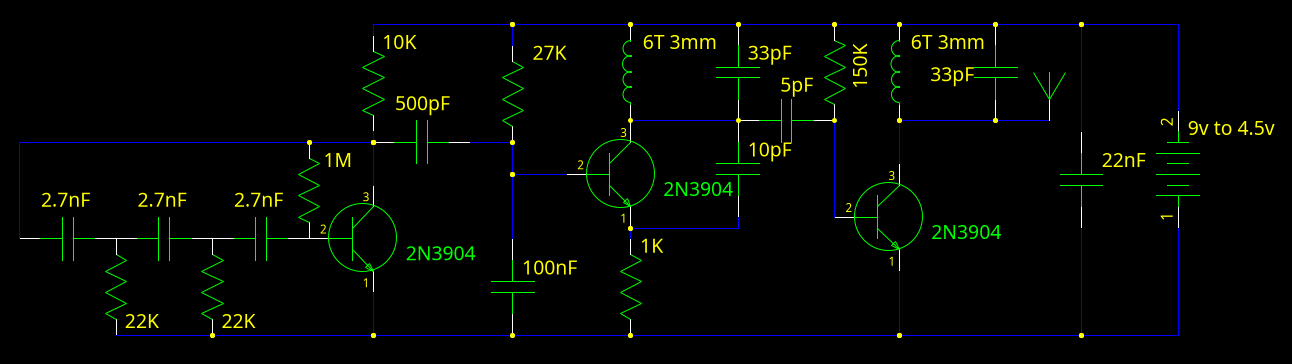 10K
27K
6T 3mm
33pF
5pF
150K
6T 3mm
33pF
500pF
2
9v to 4.5v
3
1M
2
10pF
3
22nF
2.7nF
2.7nF
2.7nF
3
2N3904
2
2N3904
1
1
2
2N3904
1K
1
1
100nF
22K
22K